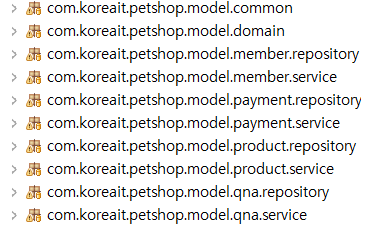 com.koreait.petshop.model.common
com.koreait.petshop.model.domain
com.koreait.petshop.model.member.repository
com.koreait.petshop.model.member.service
com.koreait.petshop.model.payment.repository
com.koreait.petshop.model.payment.service
com.koreait.petshop.model.product.repository
com.koreait.petshop.model.product.service
com.koreait.petshop.model.qna.repository
com.koreait.petshop.model.qna.service